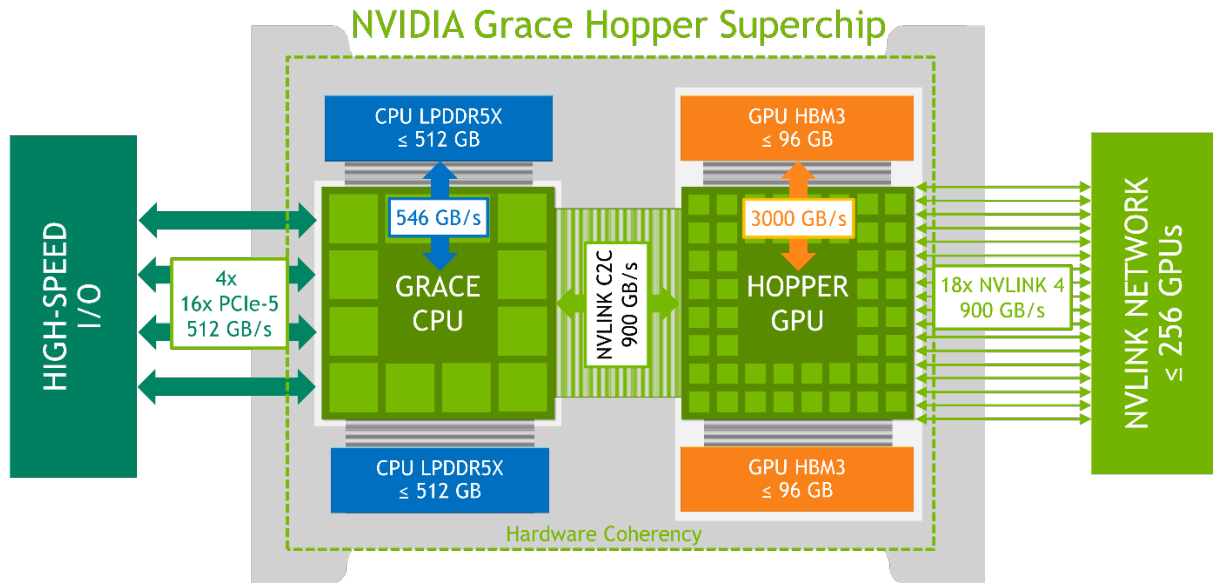 NVIDIA Grace Hopper Superchip
HIGH-SPEED
I/O
4x
16x PCIe-5
512 GB/s
CPU LPDDR5X
≤ 512 GB
546 GB/s
GRACE
CPU
CPU LPDDR5X
≤ 512 GB
NVLINK C2C
900 GB/s
GPU HBM3
≤ 96 GB
3000 GB/s
HOPPER
GPU
GPU HBM3
≤ 96 GB
18x NVLINK 4
900 GB/s
NVLINK NETWORK
≤ 256 GPUs
Hardware Coherency